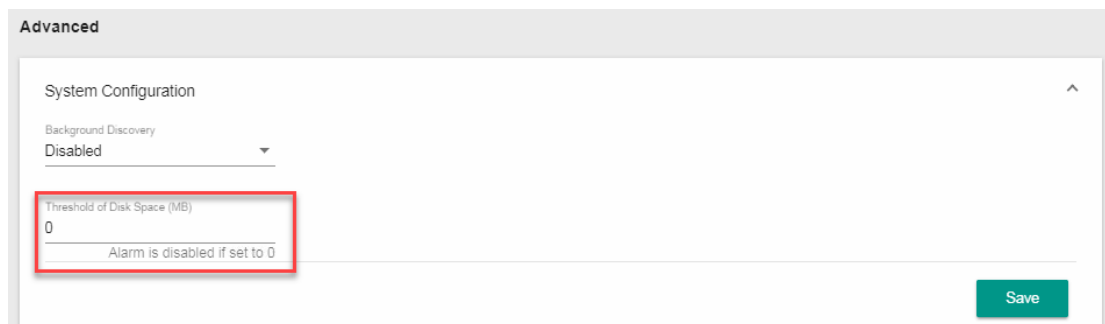 Advanced
System Configuration
Background Discovery
Disabled
Threshold of Disk Space (MB)
0
Alarm is disabled if set to 0
Save